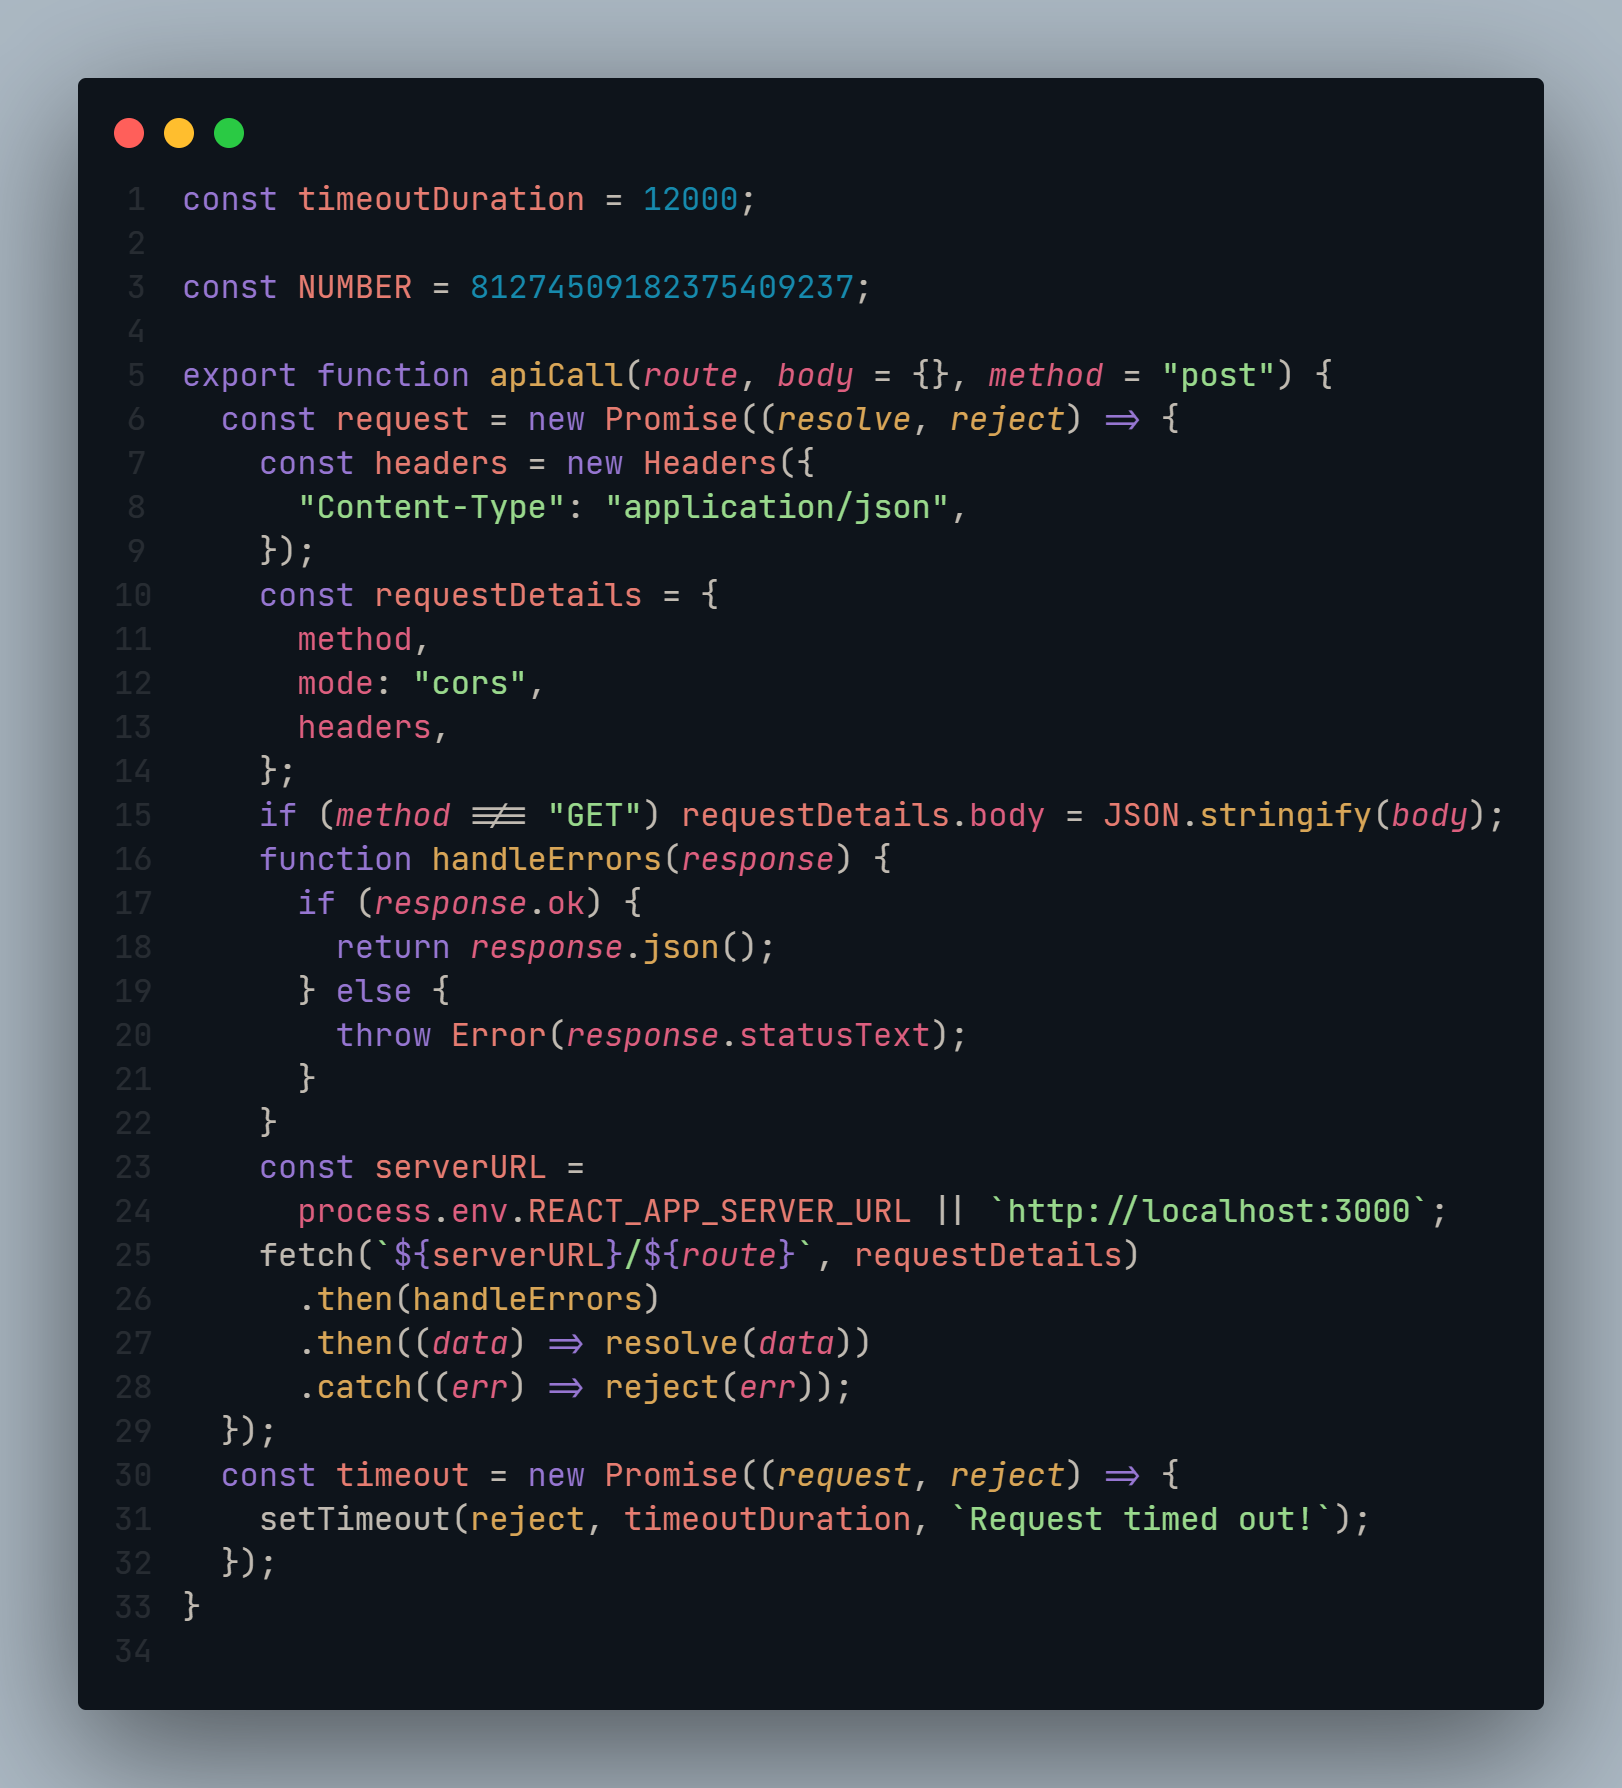 1 const timeoutDuration = 12000;
2
3 const NUMBER = 81274509182375409237;
4
5 export function apiCall(route, body = {}, method = "post") {
6   const request = new Promise((resolve, reject) => {
7     const headers = new Headers({
8       "Content-Type": "application/json",
9     });
10     const requestDetails = {
11       method,
12       mode: "cors",
13       headers,
14     };
15     if (method !== "GET") requestDetails.body = JSON.stringify(body);
16     function handleErrors(response) {
17       if (response.ok) {
18         return response.json();
19       } else {
20         throw Error(response.statusText);
21       }
22     }
23     const serverURL =
24       process.env.REACT_APP_SERVER_URL || `http://localhost:3000`;
25     fetch(`${serverURL}/${route}`, requestDetails)
26       .then(handleErrors)
27       .then((data) => resolve(data))
28       .catch((err) => reject(err));
29   });
30   const timeout = new Promise((request, reject) => {
31     setTimeout(reject, timeoutDuration, `Request timed out!`);
32   });
33 }
34